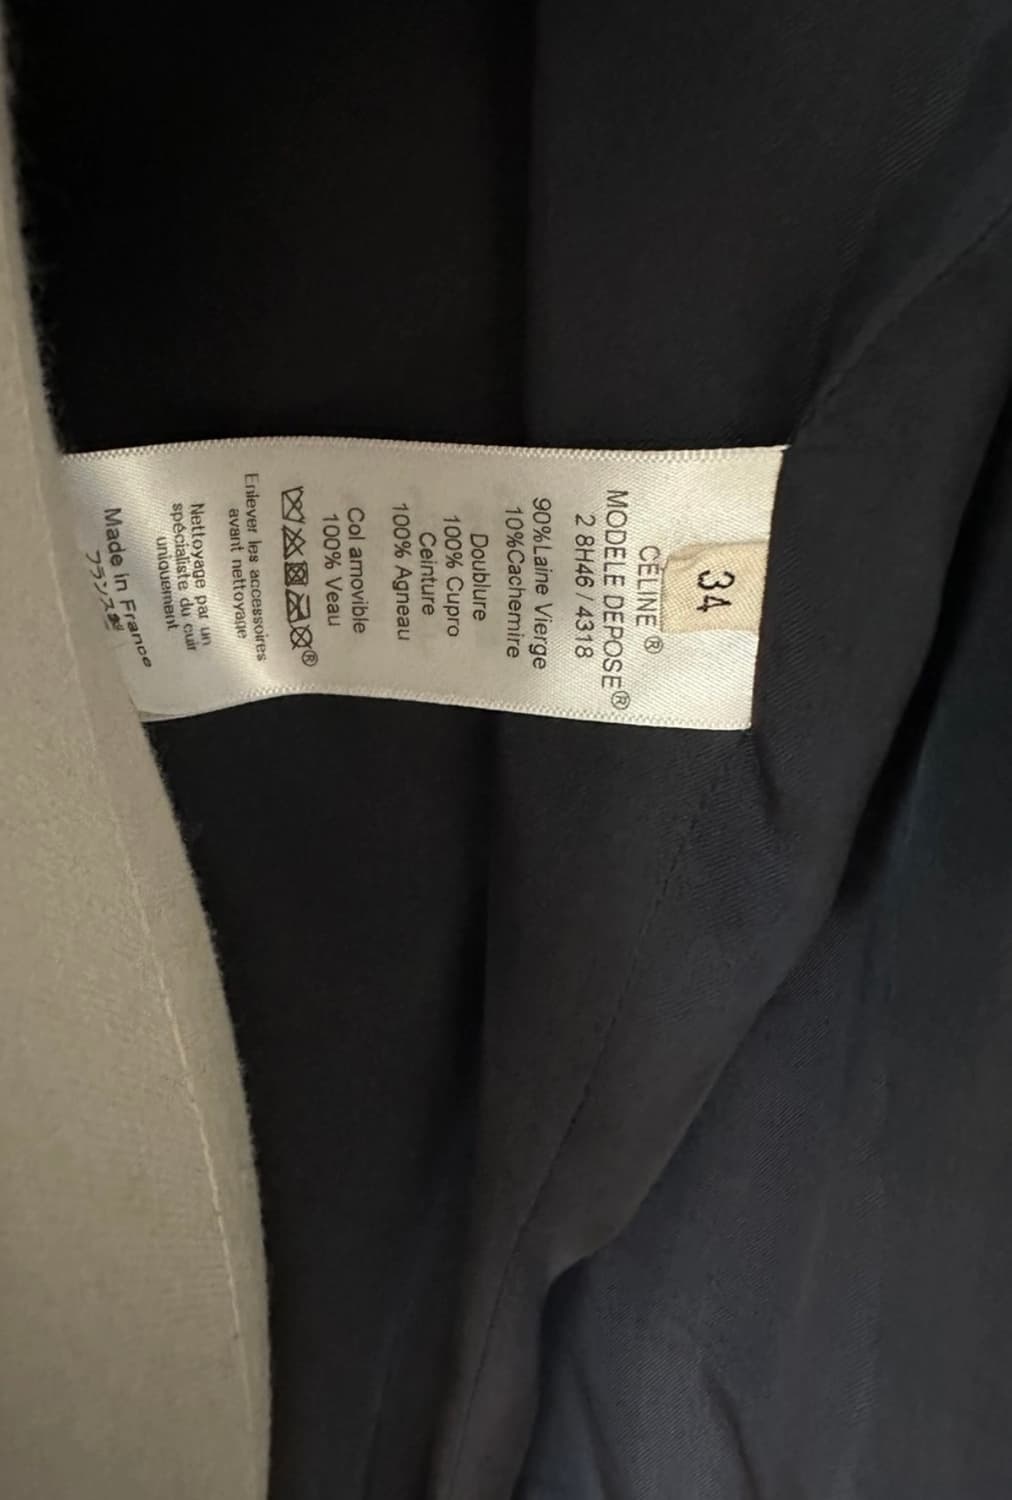 34
CÉLINE®
MODELE DEPOSE®
2 8H46 / 4318
90%Laine Vierge
10%Cachemire
Doublure
100% Cupro
Ceinture
100% Agneau
Col amovible
100% Veau
Enlever les accessoires
avant nettoyage
Nettoyage par un
spécialiste du cuir
uniquement
Made in France
フランス製